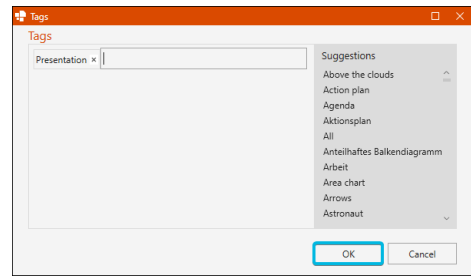 Tags
Tags
Presentation ×
Suggestions
Above the clouds
Action plan
Agenda
Aktionsplan
All
Anteilhaftes Balkendiagramm
Arbeit
Area chart
Arrows
Astronaut
OK
Cancel